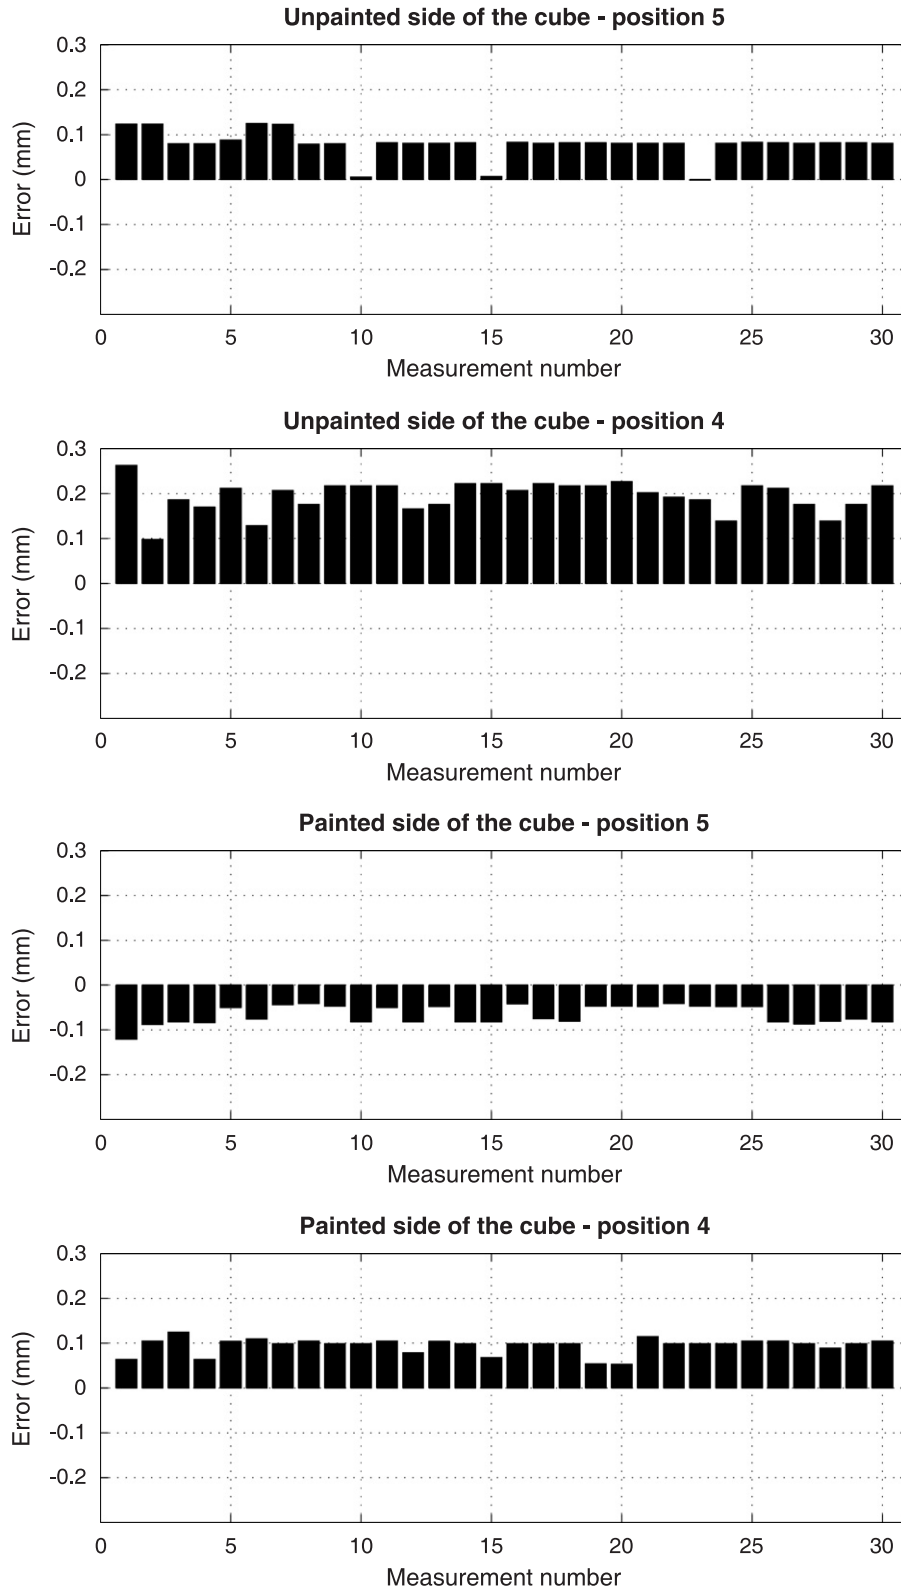 Unpainted side of the cube - position 5
0.3
0.2
0.1
0
-0.1
-0.2
Error (mm)
0 5 10 15 20 25 30
Measurement number
Unpainted side of the cube - position 4
0.3
0.2
0.1
0
-0.1
-0.2
Error (mm)
0 5 10 15 20 25 30
Measurement number
Painted side of the cube - position 5
0.3
0.2
0.1
0
-0.1
-0.2
Error (mm)
0 5 10 15 20 25 30
Measurement number
Painted side of the cube - position 4
0.3
0.2
0.1
0
-0.1
-0.2
Error (mm)
0 5 10 15 20 25 30
Measurement number